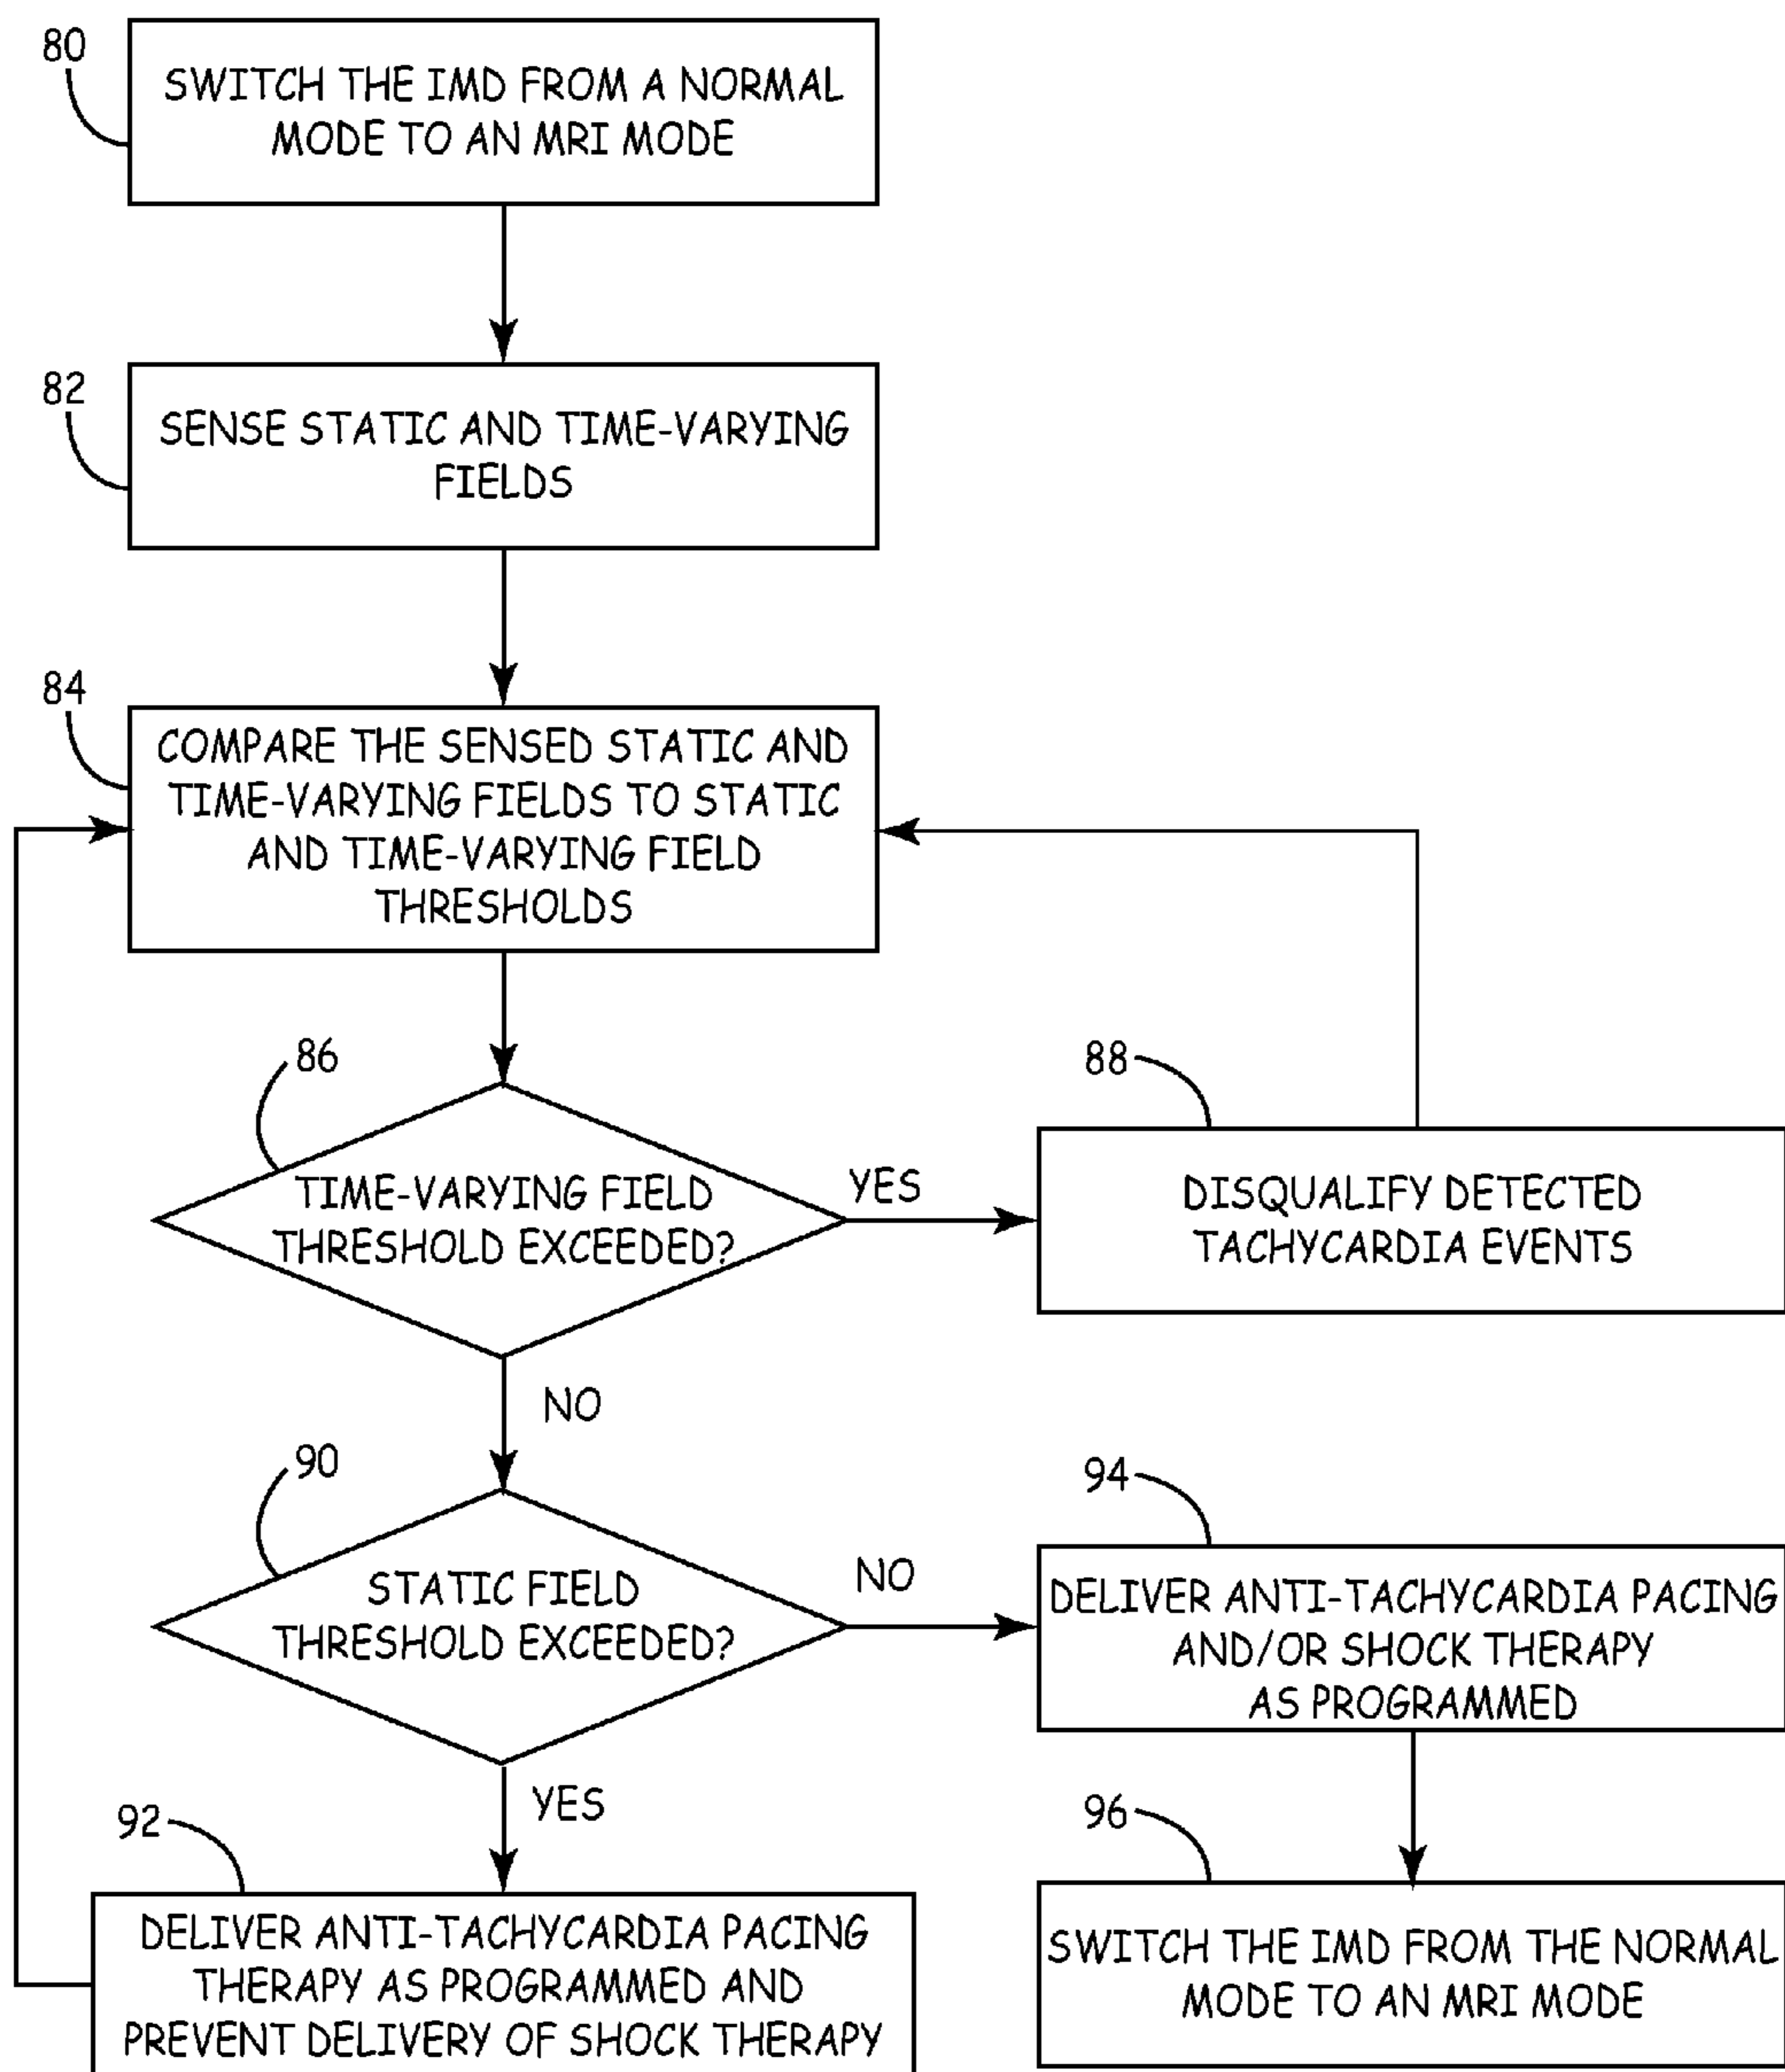 80
SWITCH THE IMD FROM A NORMAL
MODE TO AN MRI MODE
82
SENSE STATIC AND TIME-VARYING
FIELDS
84
COMPARE THE SENSED STATIC AND
TIME-VARYING FIELDS TO STATIC
AND TIME-VARYING FIELD
THRESHOLDS
86
TIME-VARYING FIELD
THRESHOLD EXCEEDED?
YES
88
DISQUALIFY DETECTED
TACHYCARDIA EVENTS
NO
90
STATIC FIELD
THRESHOLD EXCEEDED?
NO
94
DELIVER ANTI-TACHYCARDIA PACING
AND/OR SHOCK THERAPY
AS PROGRAMMED
YES
92
DELIVER ANTI-TACHYCARDIA PACING
THERAPY AS PROGRAMMED AND
PREVENT DELIVERY OF SHOCK THERAPY
96
SWITCH THE IMD FROM THE NORMAL
MODE TO AN MRI MODE